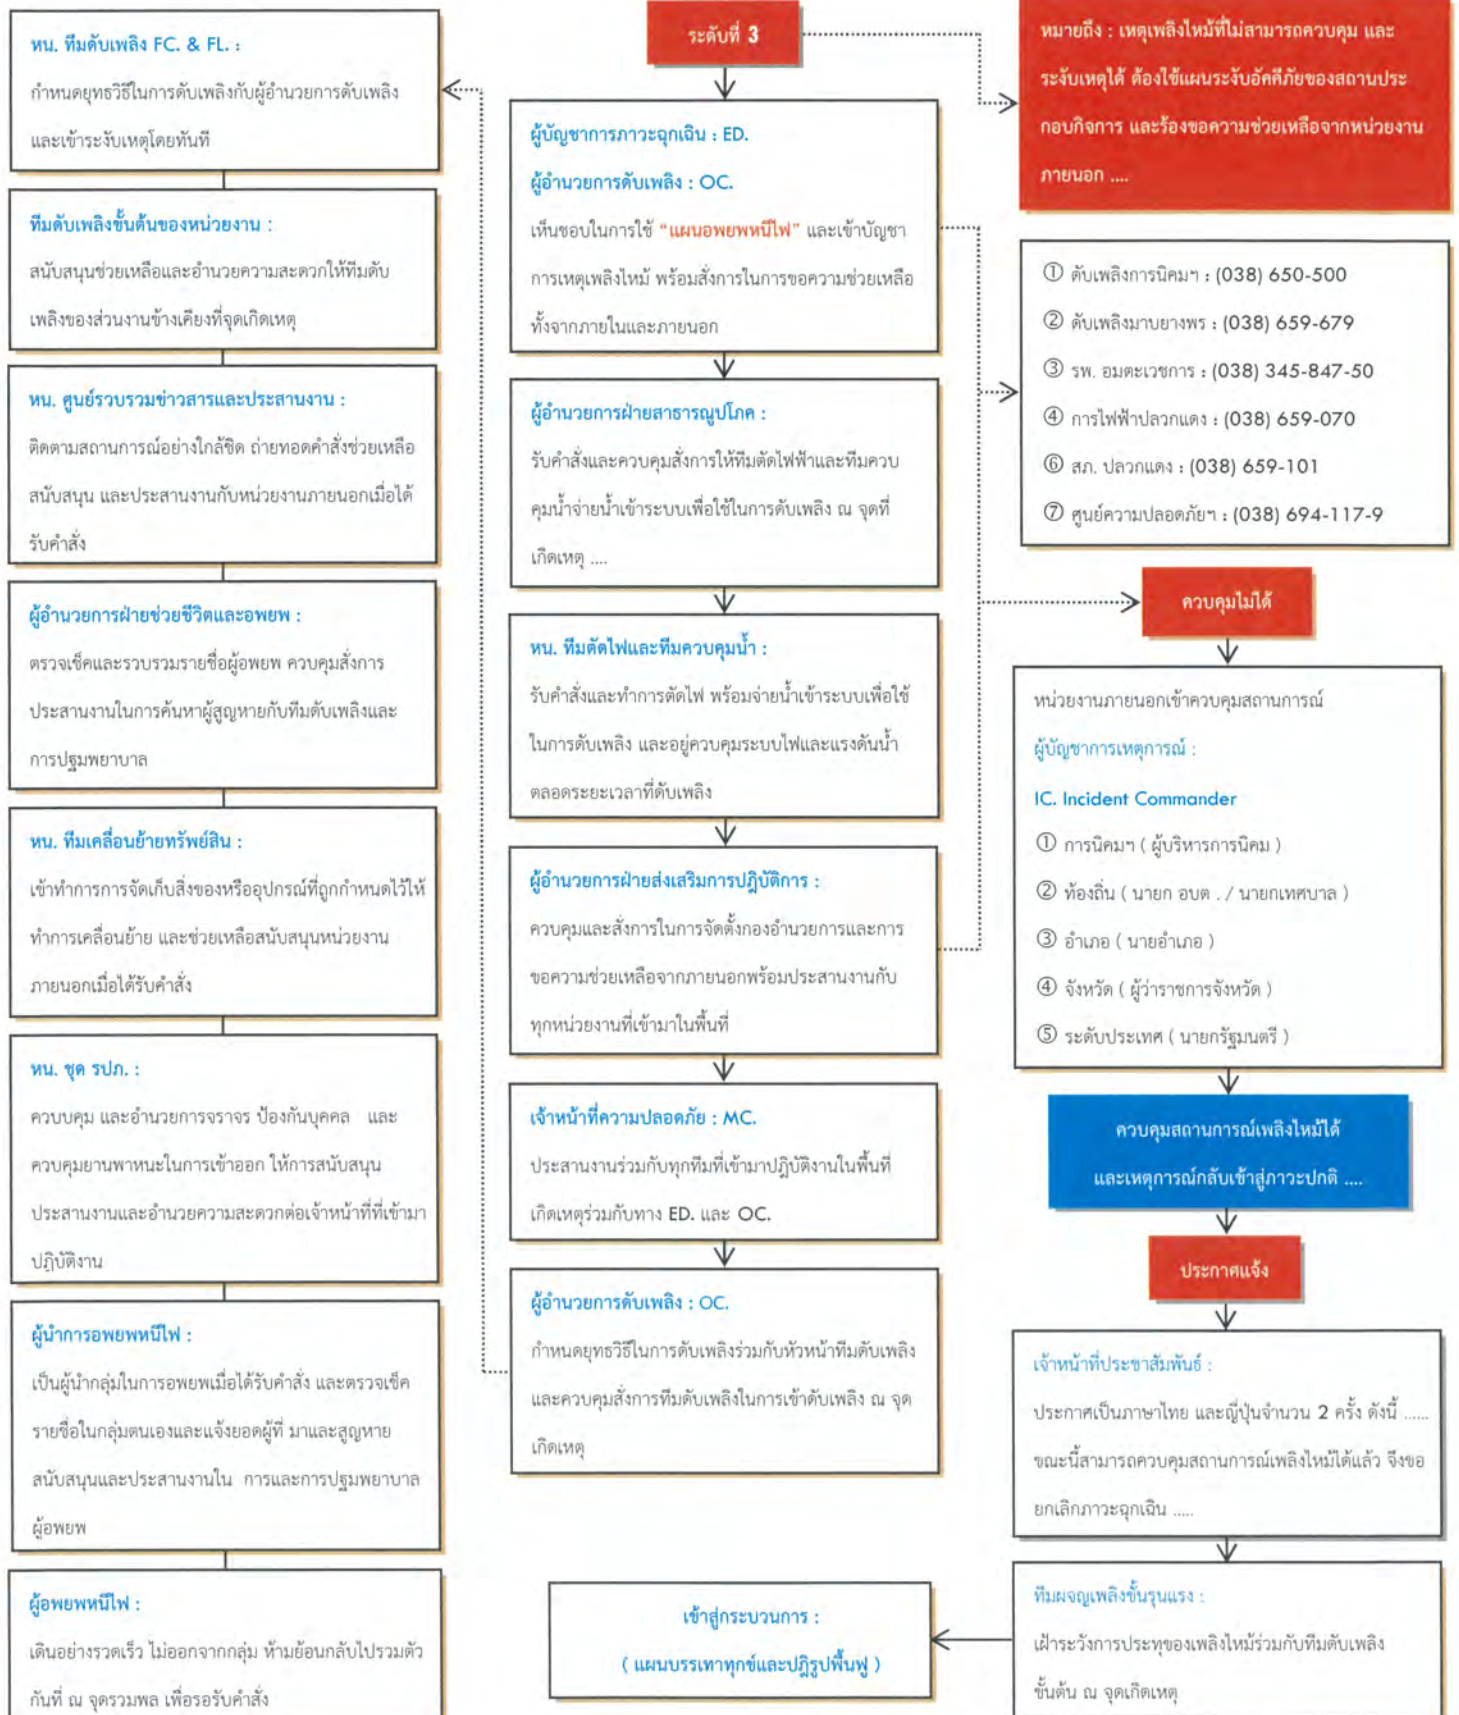 หน. ทีมดับเพลิง FC. & FL. :
กำหนดยุทธวิธีในการดับเพลิงกับผู้อำนวยการดับเพลิง
และเข้าระงับเหตุโดยทันที
ทีมดับเพลิงขั้นต้นของหน่วยงาน :
สนับสนุนช่วยเหลือและอำนวยความสะดวกให้ทีมดับ
เพลิงของส่วนงานข้างเคียงที่จุดเกิดเหตุ
หน. ศูนย์รวบรวมข่าวสารและประสานงาน :
ติดตามสถานการณ์อย่างใกล้ชิด ถ่ายทอดคำสั่งช่วยเหลือ
สนับสนุน และประสานงานกับหน่วยงานภายนอกเมื่อได้
รับคำสั่ง
ผู้อำนวยการฝ่ายช่วยชีวิตและอพยพ :
ตรวจเช็คและรวบรวมรายชื่อผู้อพยพ ควบคุมสั่งการ
ประสานงานในการค้นหาผู้สูญหายกับทีมดับเพลิงและ
การปฐมพยาบาล
หน. ทีมเคลื่อนย้ายทรัพย์สิน :
เข้าทำการการจัดเก็บสิ่งของหรืออุปกรณ์ที่ถูกกำหนดไว้ให้
ทำการเคลื่อนย้าย และช่วยเหลือสนับสนุนหน่วยงาน
ภายนอกเมื่อได้รับคำสั่ง
หน. ชุด รปภ. :
ควบบคุม และอำนวยการจราจร ป้องกันบุคคล และ
ควบคุมยานพาหนะในการเข้าออก ให้การสนับสนุน
ประสานงานและอำนวยความสะดวกต่อเจ้าหน้าที่ที่เข้ามา
ปฏิบัติงาน
ผู้นำการอพยพหนีไฟ :
เป็นผู้นำกลุ่มในการอพยพเมื่อได้รับคำสั่ง และตรวจเช็ค
รายชื่อในกลุ่มตนเองและแจ้งยอดผู้ที่ มาและสูญหาย
สนับสนุนและประสานงานใน การและการปฐมพยาบาล
ผู้อพยพ
ผู้อพยพหนีไฟ :
เดินอย่างรวดเร็ว ไม่ออกจากกลุ่ม ห้ามย้อนกลับไปรวมตัว
กันที่ ณ จุดรวมพล เพื่อรอรับคำสั่ง
ระดับที่ 3
ผู้บัญชาการภาวะฉุกเฉิน : ED.
ผู้อำนวยการดับเพลิง : OC.
เห็นชอบในการใช้ "แผนอพยพหนีไฟ" และเข้าบัญชา
การเหตุเพลิงไหม้ พร้อมสั่งการในการขอความช่วยเหลือ
ทั้งจากภายในและภายนอก
ผู้อำนวยการฝ่ายสาธารณูปโภค :
รับคำสั่งและควบคุมสั่งการให้ทีมตัดไฟฟ้าและทีมควบ
คุมน้ำจ่ายน้ำเข้าระบบเพื่อใช้ในการดับเพลิง ณ จุดที่
เกิดเหตุ ....
หน. ทีมตัดไฟและทีมควบคุมน้ำ :
รับคำสั่งและทำการตัดไฟ พร้อมจ่ายน้ำเข้าระบบเพื่อใช้
ในการดับเพลิง และอยู่ควบคุมระบบไฟและแรงดันน้ำ
ตลอดระยะเวลาที่ดับเพลิง
ผู้อำนวยการฝ่ายส่งเสริมการปฎิบัติการ :
ควบคุมและสั่งการในการจัดตั้งกองอำนวยการและการ
ขอความช่วยเหลือจากภายนอกพร้อมประสานงานกับ
ทุกหน่วยงานที่เข้ามาในพื้นที่
เจ้าหน้าที่ความปลอดภัย : MC.
ประสานงานร่วมกับทุกทีมที่เข้ามาปฏิบัติงานในพื้นที่
เกิดเหตุร่วมกับทาง ED. และ OC.
ผู้อำนวยการดับเพลิง : OC.
กำหนดยุทธวิธีในการดับเพลิงร่วมกับหัวหน้าทีมดับเพลิง
และควบคุมสั่งการทีมดับเพลิงในการเข้าดับเพลิง ณ จุด
เกิดเหตุ
เข้าสู่กระบวนการ :
( แผนบรรเทาทุกข์และปฎิรูปฟื้นฟู )
หมายถึง : เหตุเพลิงไหม้ที่ไม่สามารถควบคุม และ
ระงับเหตุได้ ต้องใช้แผนระงับอัคคีภัยของสถานประ
กอบกิจการ และร้องขอความช่วยเหลือจากหน่วยงาน
ภายนอก ....
① ดับเพลิงการนิคมฯ : (038) 650-500
② ดับเพลิงมาบยางพร : (038) 659-679
③ รพ. อมตะเวชการ : (038) 345-847-50
④ การไฟฟ้าปลวกแดง : (038) 659-070
⑥ สภ. ปลวกแดง : (038) 659-101
⑦ ศูนย์ความปลอดภัยฯ : (038) 694-117-9
ควบคุมไม่ได้
หน่วยงานภายนอกเข้าควบคุมสถานการณ์
ผู้บัญชาการเหตุการณ์ :
IC. Incident Commander
① การนิคมฯ ( ผู้บริหารการนิคม )
② ท้องถิ่น ( นายก อบต . / นายกเทศบาล )
③ อำเภอ ( นายอำเภอ )
④ จังหวัด ( ผู้ว่าราชการจังหวัด )
⑤ ระดับประเทศ ( นายกรัฐมนตรี )
ควบคุมสถานการณ์เพลิงไหม้ได้
และเหตุการณ์กลับเข้าสู่ภาวะปกติ ....
ประกาศแจ้ง
เจ้าหน้าที่ประชาสัมพันธ์ :
ประกาศเป็นภาษาไทย และญี่ปุ่นจำนวน 2 ครั้ง ดังนี้ ......
ขณะนี้สามารถควบคุมสถานการณ์เพลิงไหม้ได้แล้ว จึงขอ
ยกเลิกภาวะฉุกเฉิน .....
ทีมผจญเพลิงขั้นรุนแรง :
เฝ้าระวังการประทุของเพลิงไหม้ร่วมกับทีมดับเพลิง
ขั้นต้น ณ จุดเกิดเหตุ